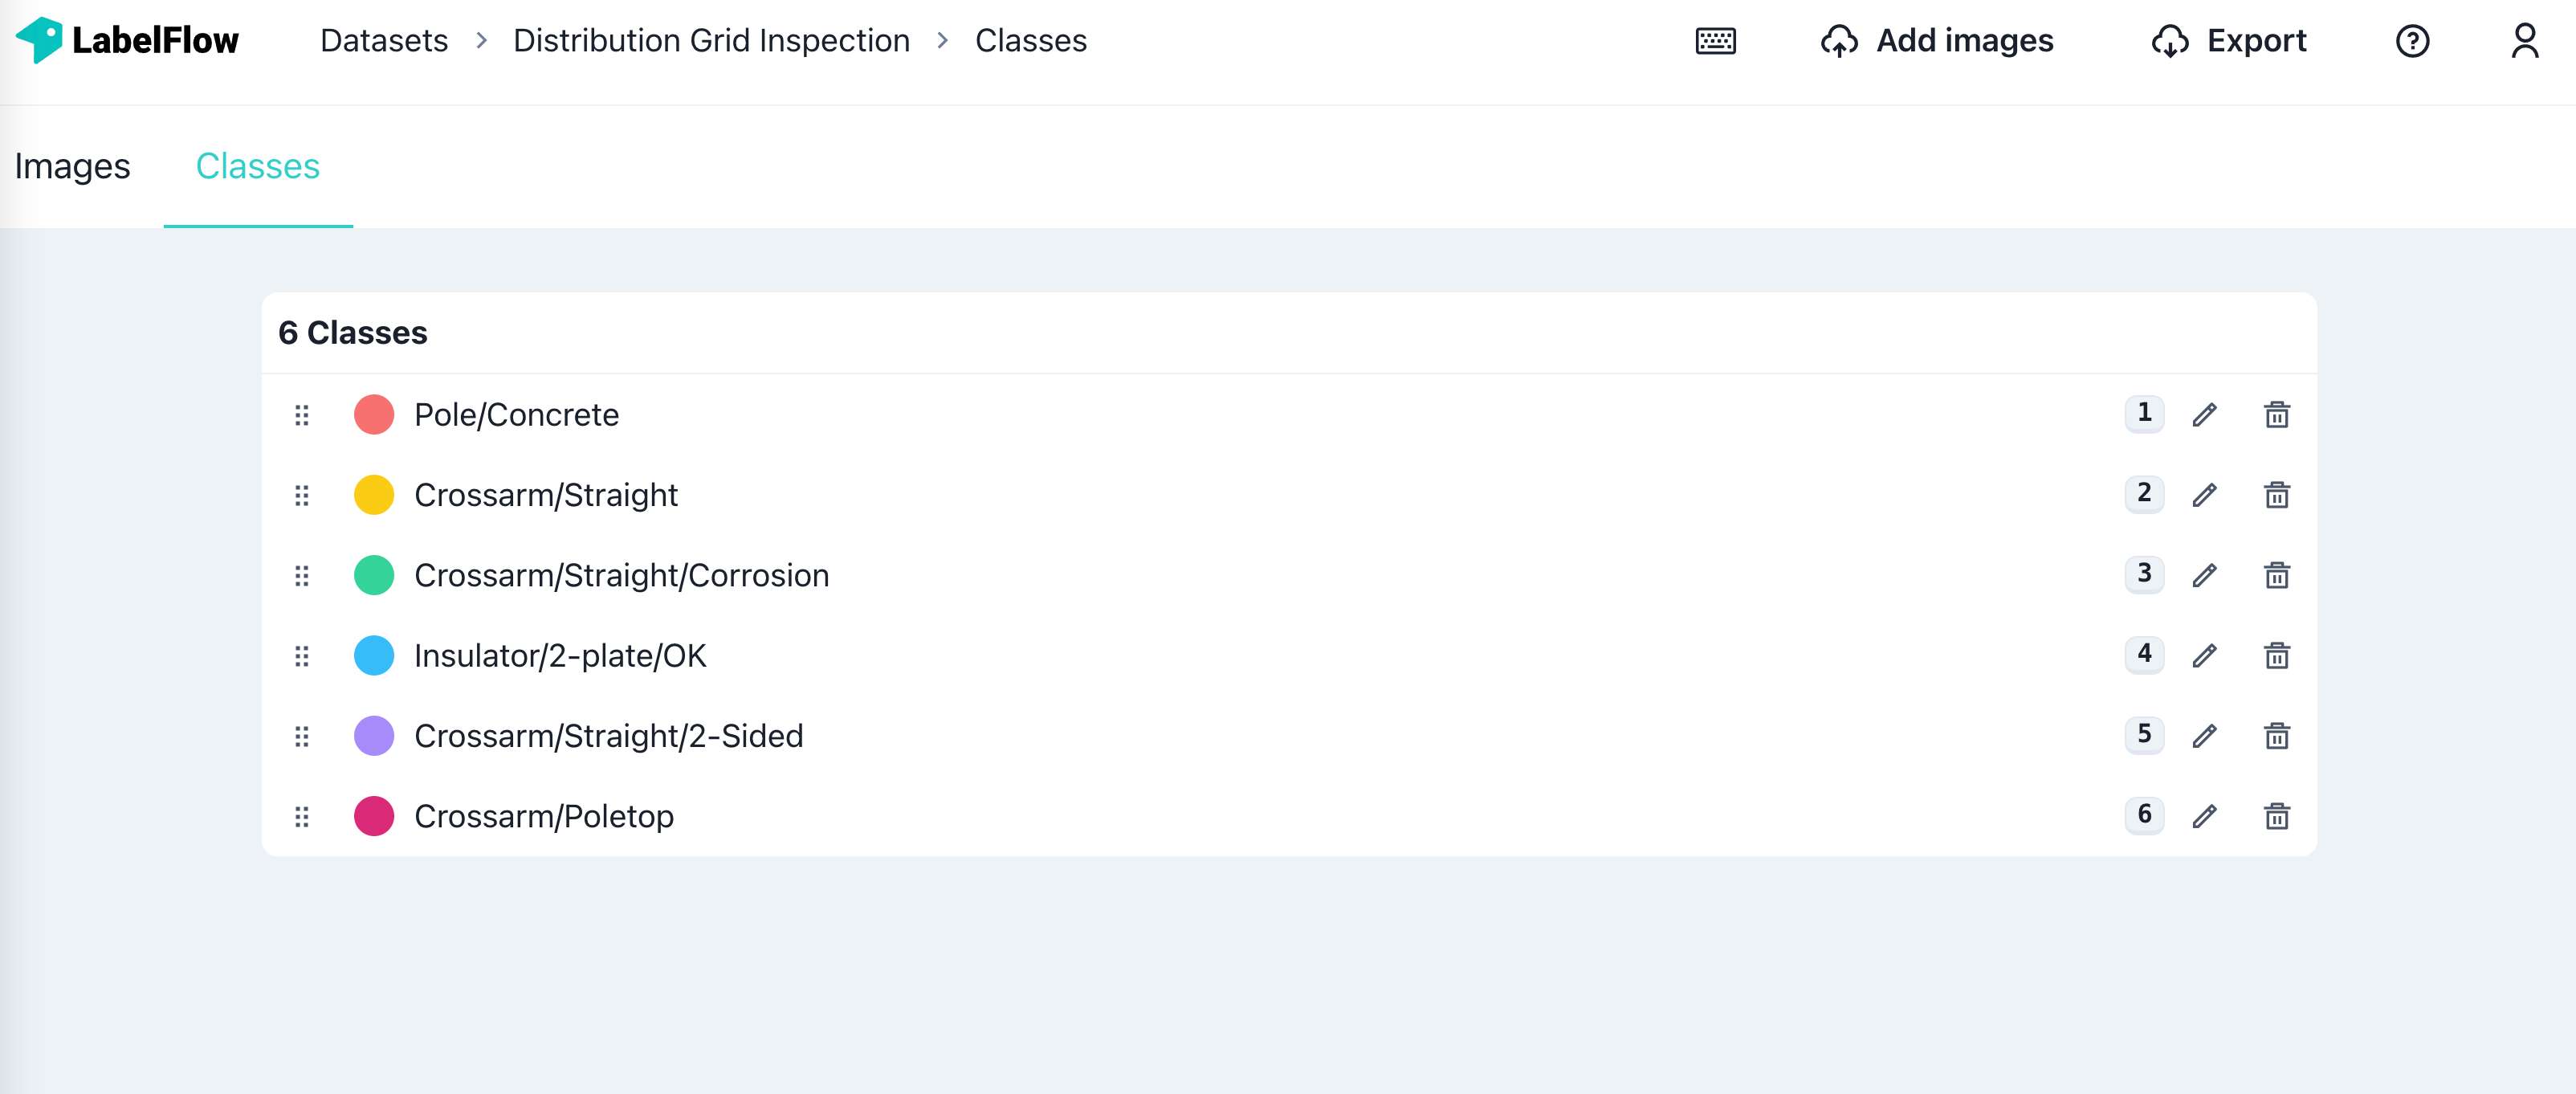 LabelFlow Datasets > Distribution Grid Inspection > Classes Add images Export ?
Images Classes
6 Classes
Pole/Concrete 1
Crossarm/Straight 2
Crossarm/Straight/Corrosion 3
Insulator/2-plate/OK 4
Crossarm/Straight/2-Sided 5
Crossarm/Poletop 6